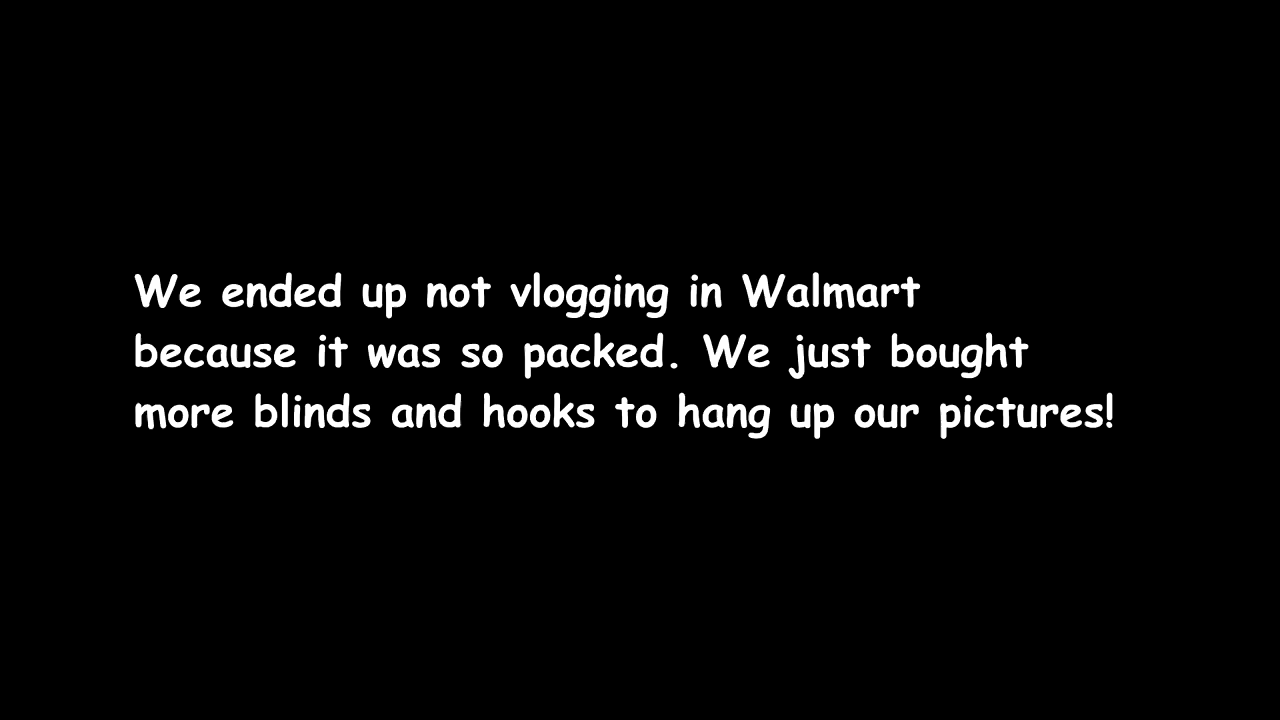 We ended up not vlogging in Walmart
because it was so packed. We just bought
more blinds and hooks to hang up our pictures!